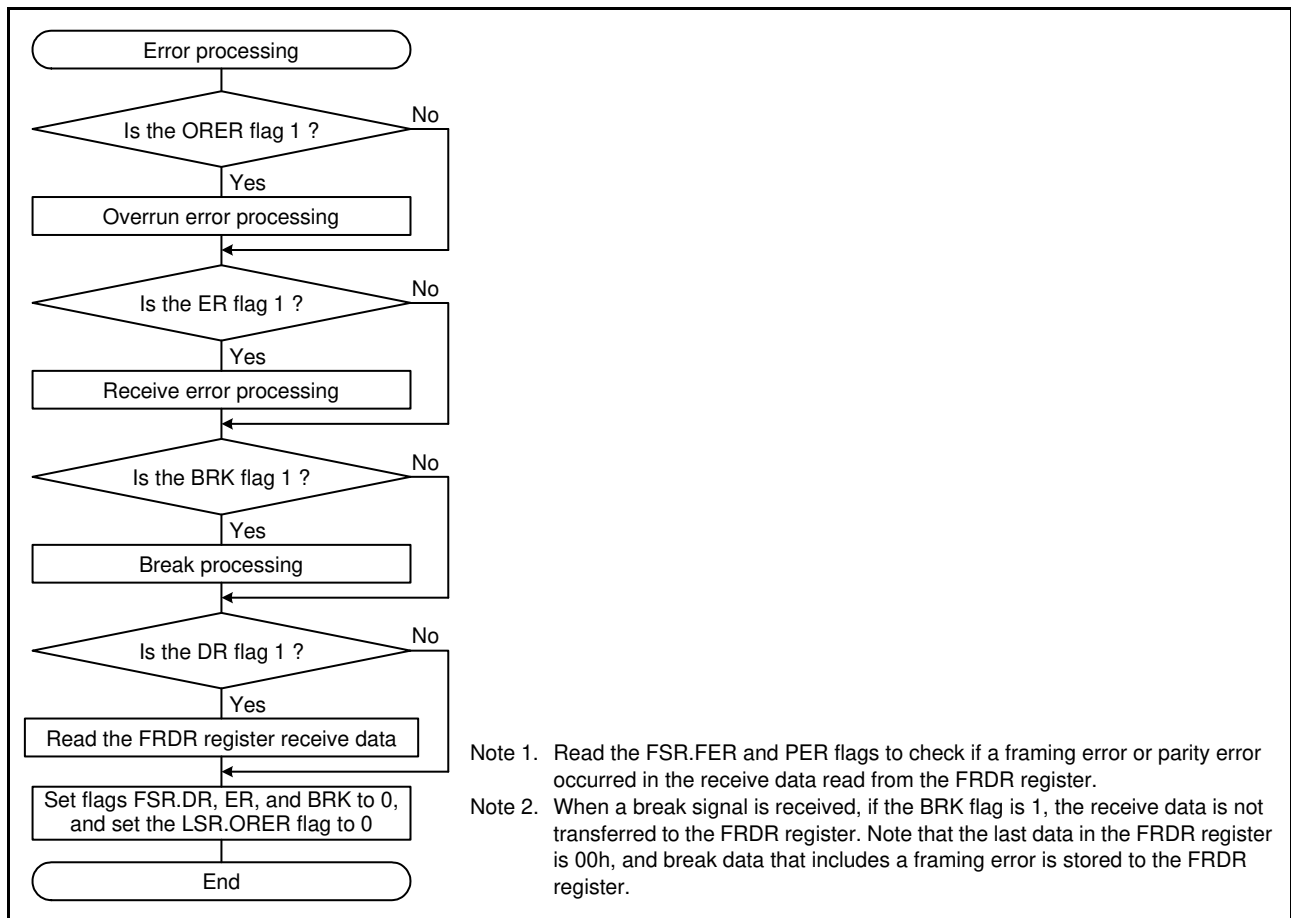 Error processing
No
Is the ORER flag 1 ?
Yes
Overrun error processing
No
Is the ER flag 1 ?
Yes
Receive error processing
No
Is the BRK flag 1 ?
Yes
Break processing
No
Is the DR flag 1 ?
Yes
Read the FRDR register receive data
Set flags FSR.DR, ER, and BRK to 0,
and set the LSR.ORER flag to 0
End
Note 1. Read the FSR.FER and PER flags to check if a framing error or parity error
occurred in the receive data read from the FRDR register.
Note 2. When a break signal is received, if the BRK flag is 1, the receive data is not
transferred to the FRDR register. Note that the last data in the FRDR register
is 00h, and break data that includes a framing error is stored to the FRDR
register.